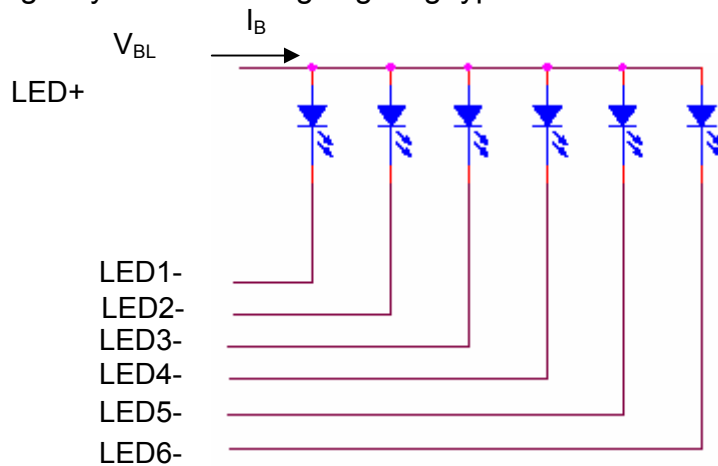 I_B
V_BL
LED+
LED1-
LED2-
LED3-
LED4-
LED5-
LED6-